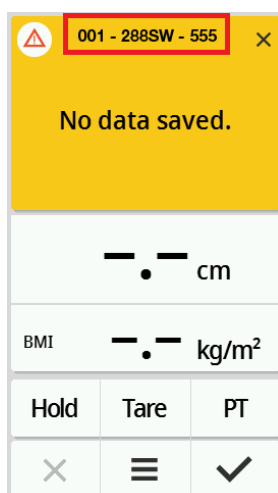 001 - 288SW - 555
No data saved.
–.– cm
BMI –.– kg/m²
Hold Tare PT